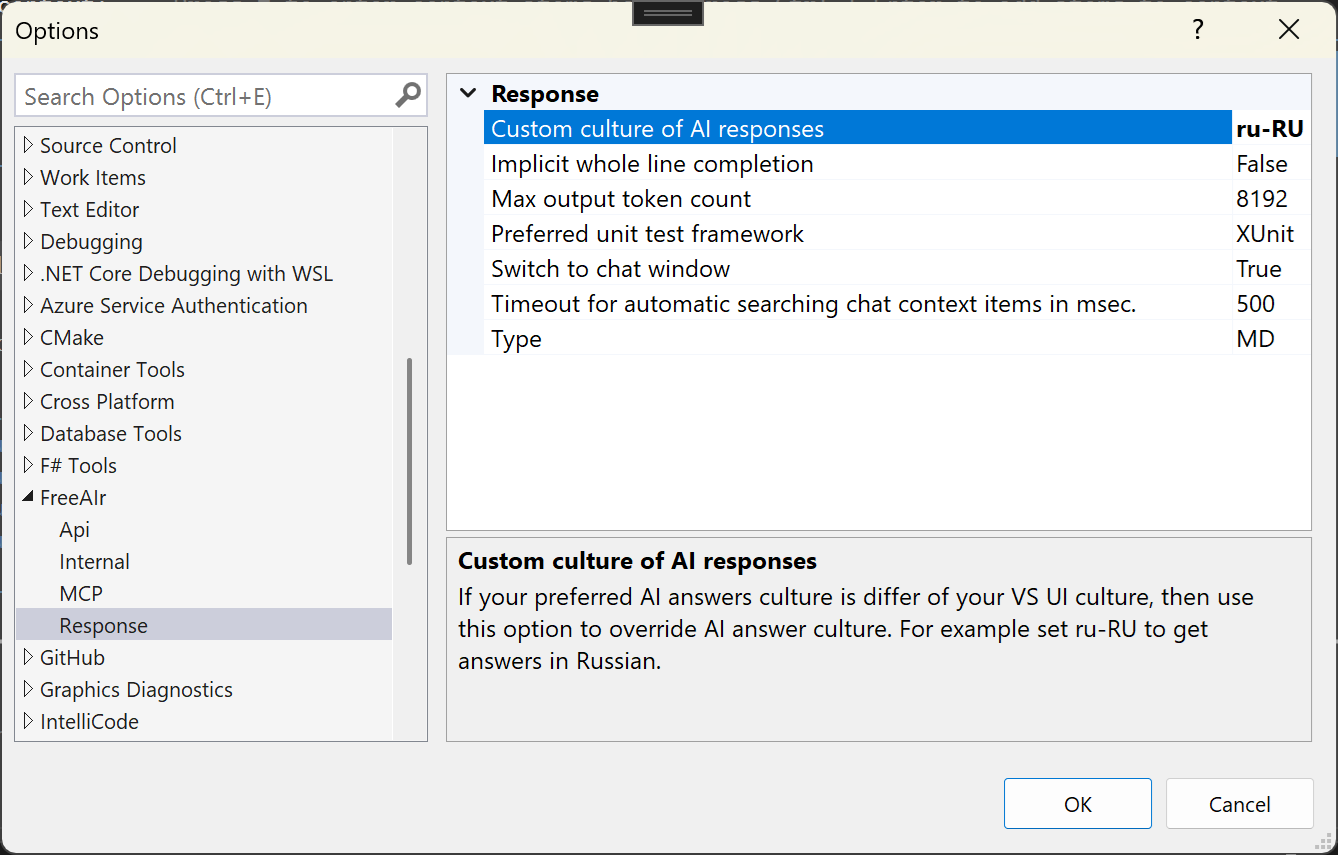 Options
?
Search Options (Ctrl+E)
Source Control
Work Items
Text Editor
Debugging
.NET Core Debugging with WSL
Azure Service Authentication
CMake
Container Tools
Cross Platform
Database Tools
F# Tools
FreeAIr
Api
Internal
MCP
Response
GitHub
Graphics Diagnostics
IntelliCode
Response
Custom culture of AI responses ru-RU
Implicit whole line completion False
Max output token count 8192
Preferred unit test framework XUnit
Switch to chat window True
Timeout for automatic searching chat context items in msec. 500
Type MD
Custom culture of AI responses
If your preferred AI answers culture is differ of your VS UI culture, then use
this option to override AI answer culture. For example set ru-RU to get
answers in Russian.
OK Cancel